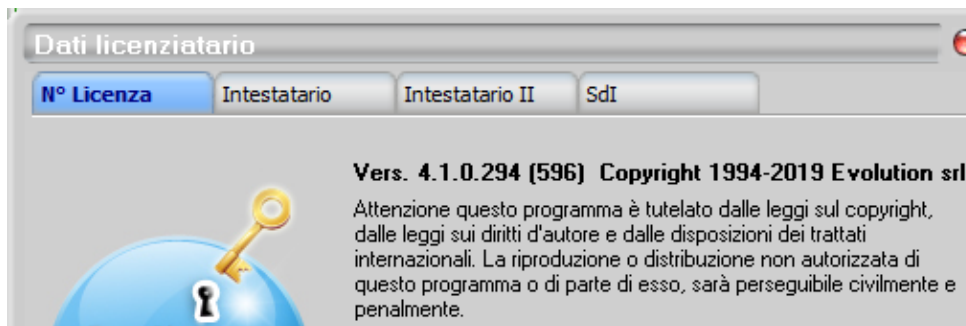 Dati licenziatario
N° Licenza Intestatario Intestatario II SdI
Vers. 4.1.0.294 (596) Copyright 1994-2019 Evolution srl
Attenzione questo programma è tutelato dalle leggi sul copyright,
dalle leggi sui diritti d'autore e dalle disposizioni dei trattati
internazionali. La riproduzione o distribuzione non autorizzata di
questo programma o di parte di esso, sarà perseguibile civilmente e
penalmente.